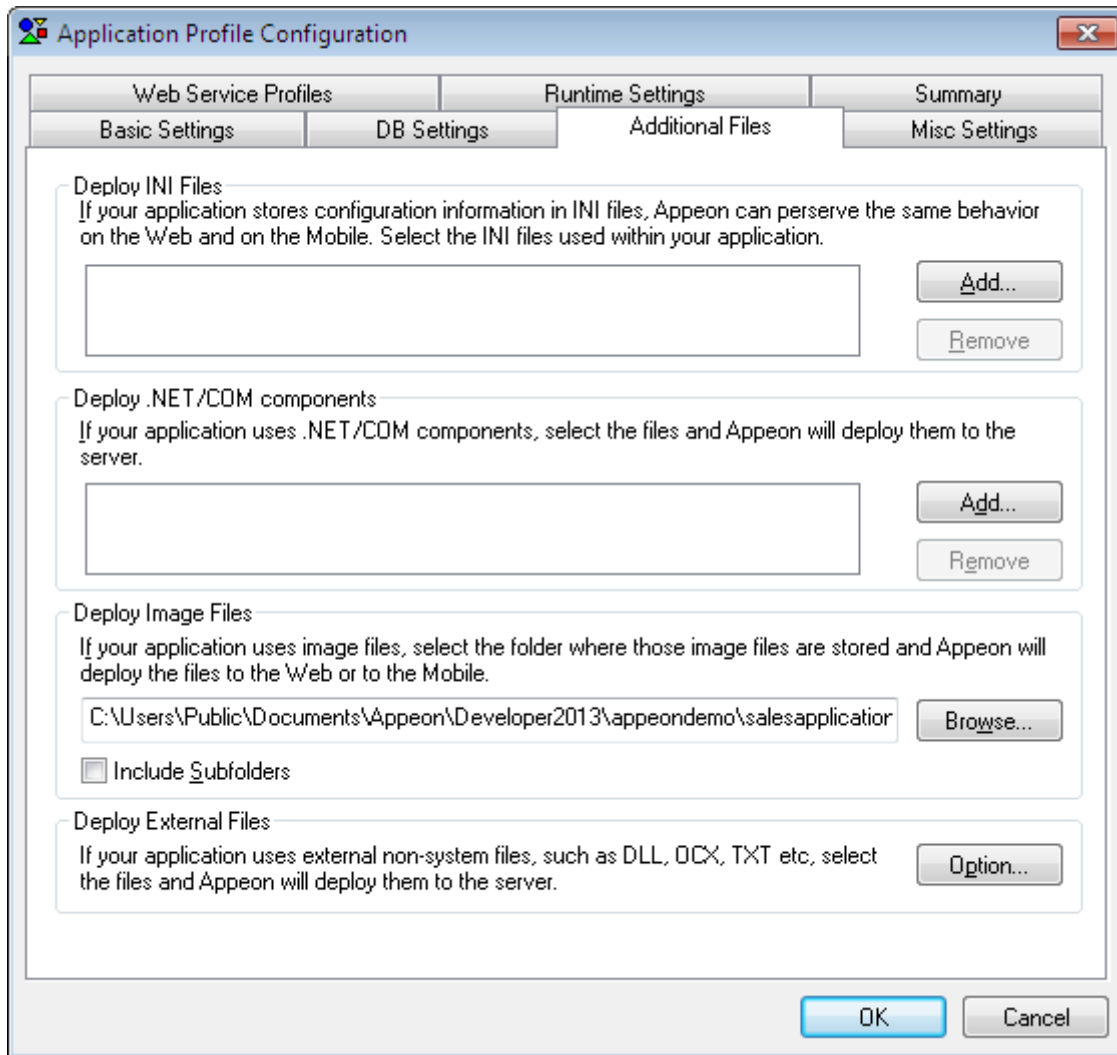 Application Profile Configuration
Web Service Profiles
Runtime Settings
Summary
Basic Settings
DB Settings
Additional Files
Misc Settings
Deploy INI Files
If your application stores configuration information in INI files, Appeon can perserve the same behavior
on the Web and on the Mobile. Select the INI files used within your application.
Add...
Remove
Deploy .NET/COM components
If your application uses .NET/COM components, select the files and Appeon will deploy them to the
server.
Add...
Remove
Deploy Image Files
If your application uses image files, select the folder where those image files are stored and Appeon will
deploy the files to the Web or to the Mobile.
C:\Users\Public\Documents\Appeon\Developer2013\appeondemo\salesapplication
Browse...
Include Subfolders
Deploy External Files
If your application uses external non-system files, such as DLL, OCX, TXT etc, select
the files and Appeon will deploy them to the server.
Option...
OK
Cancel